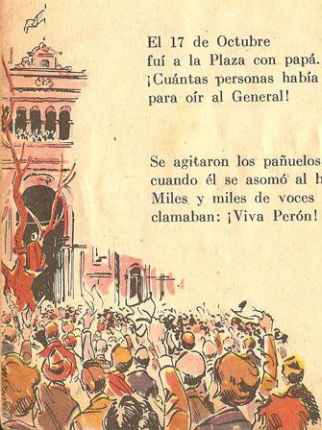 El 17 de Octubre
fuí a la Plaza con papá.
¡Cuántas personas había
para oír al General!
Se agitaron los pañuelos
cuando él se asomó al
Miles y miles de voces
clamaban: ¡Viva Perón!